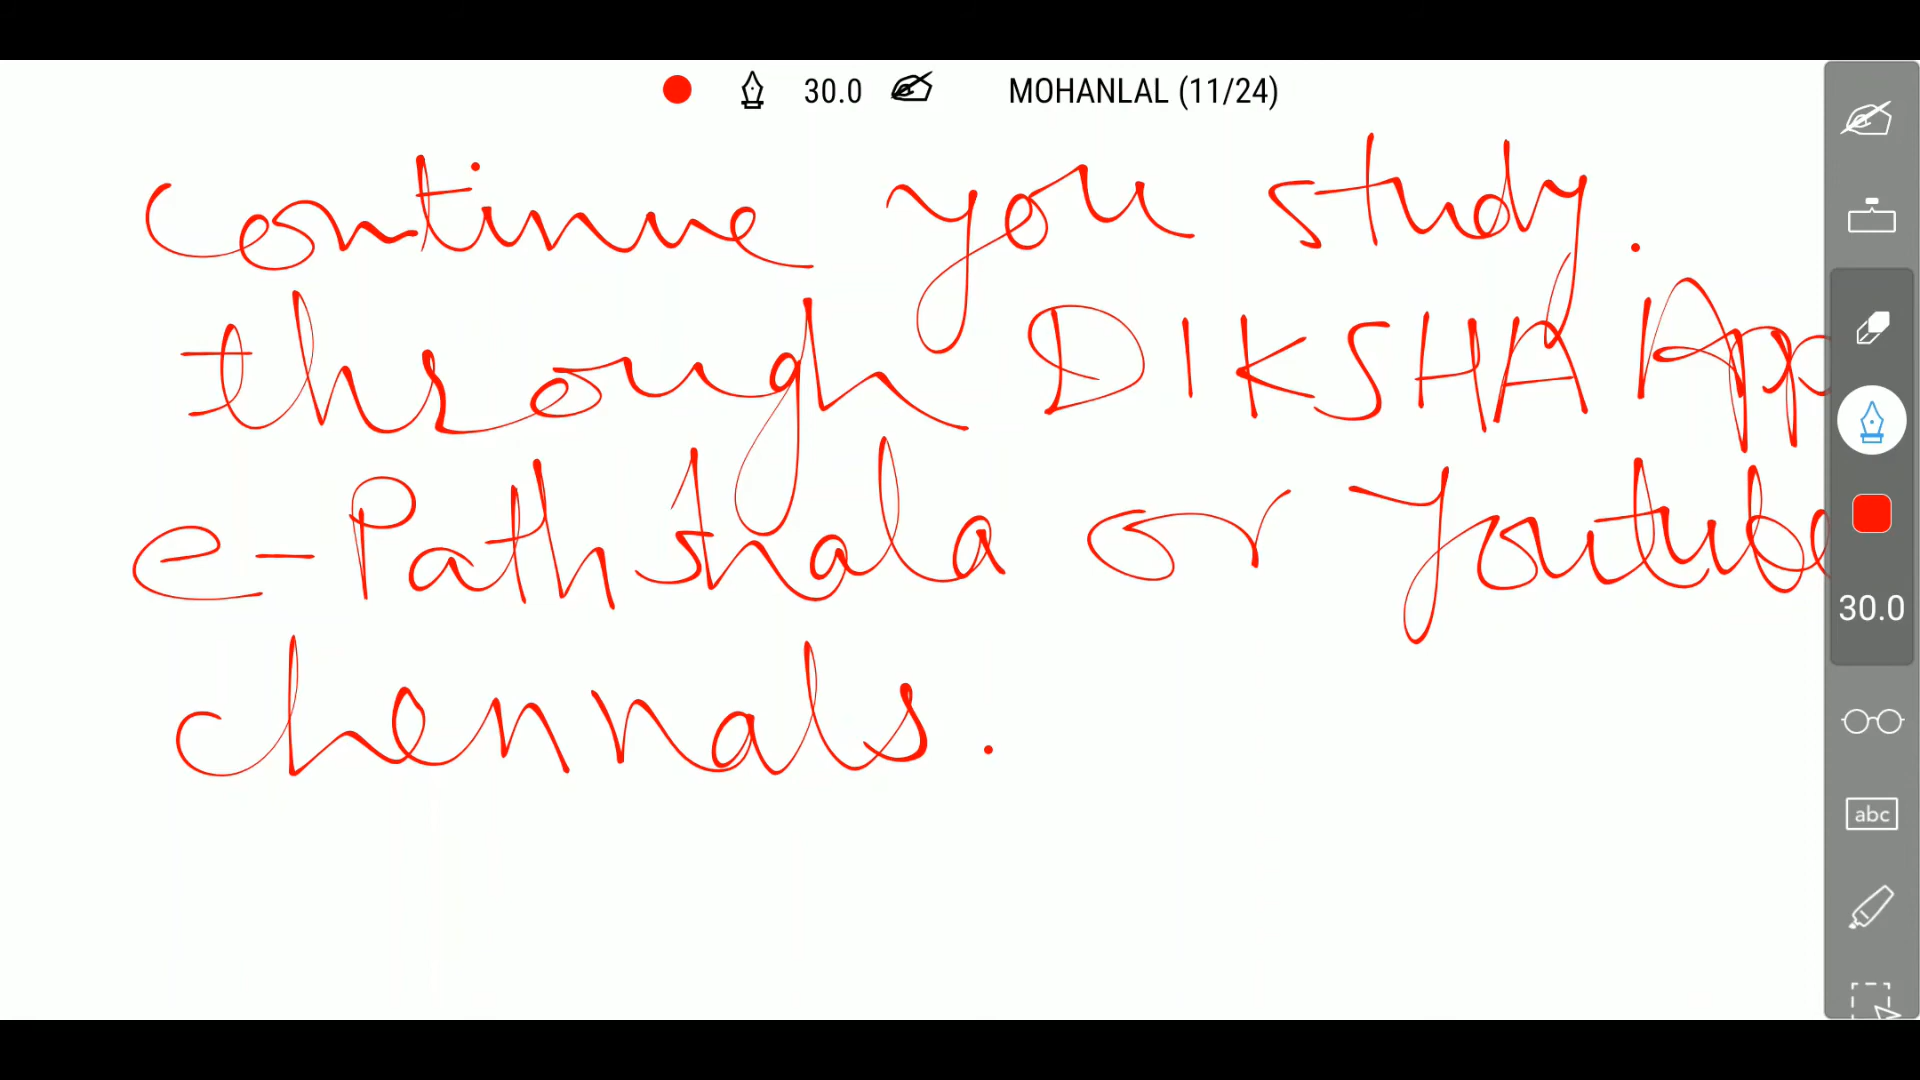 30.0 MOHANLAL (11/24)
Continue you study.
through DIKSHA App
e-Pathshala or Youtube
30.0
chennals.
abc